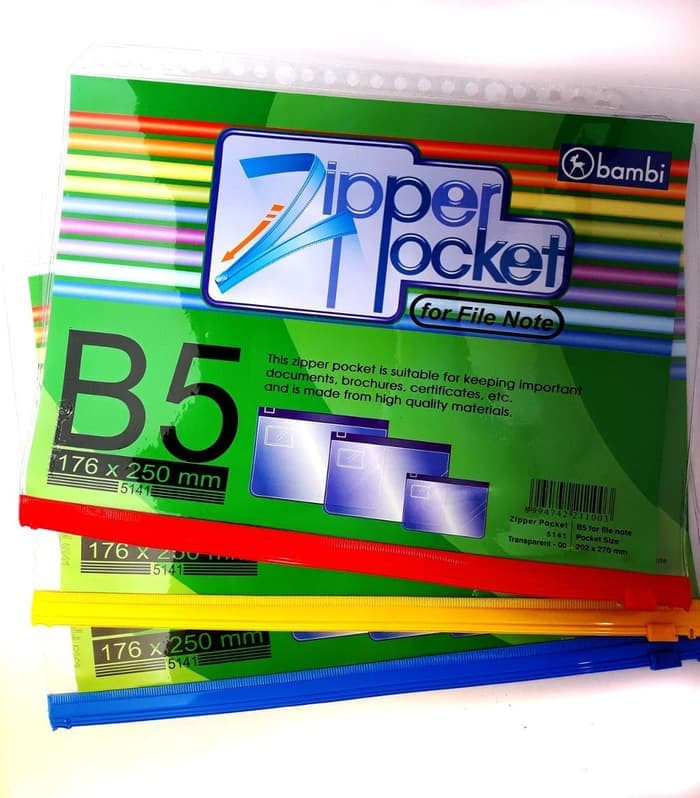 bambi
Zipper
Pocket
for File Note
B5
This zipper pocket is suitable for keeping important
documents, brochures, certificates, etc.
and is made from high quality materials.
176 x 250 mm
5141
8994742211001
Zipper Pocket
5141
Transparent - 00
B5 for file note
Pocket Size
202 x 270 mm
176 x 250 mm
5141
176 x 250 mm
5141